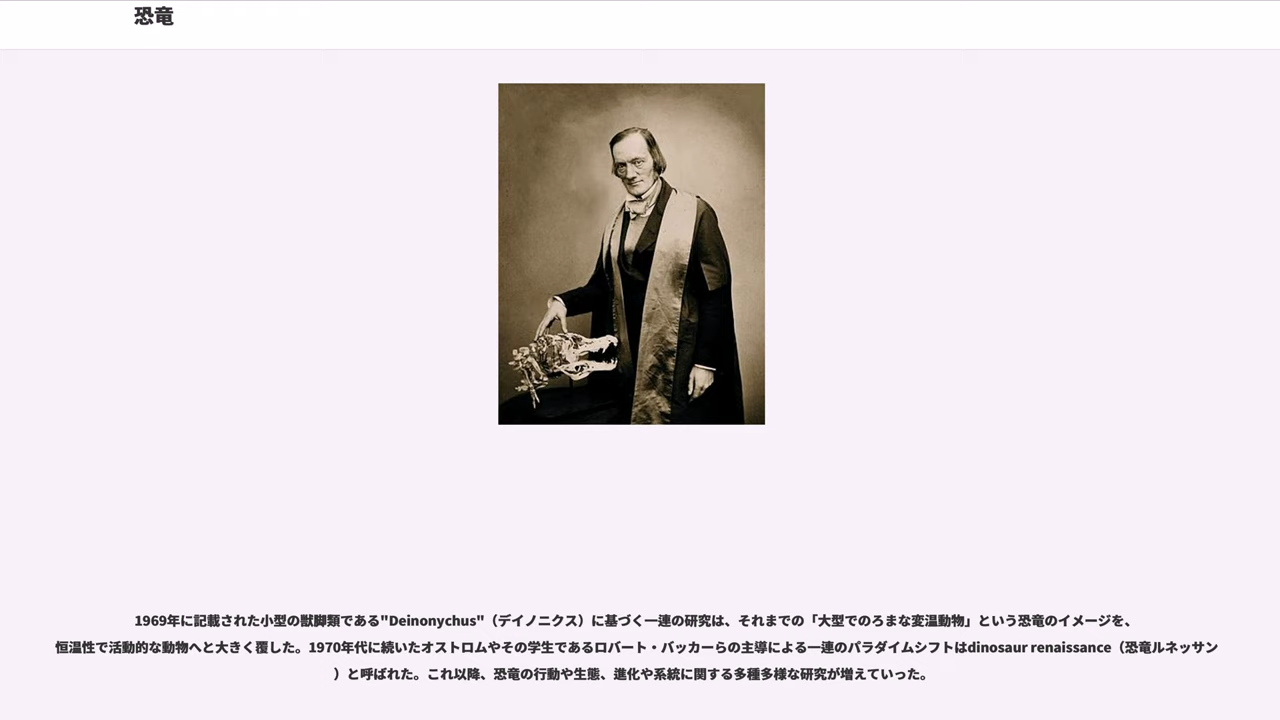 恐竜
1969年に記載された小型の獣脚類である"Deinonychus"（デイノニクス）に基づく一連の研究は、それまでの「大型でのろまな変温動物」という恐竜のイメージを、
恒温性で活動的な動物へと大きく覆した。1970年代に続いたオストロムやその学生であるロバート・バッカーらの主導による一連のパラダイムシフトはdinosaur renaissance（恐竜ルネッサン
）と呼ばれた。これ以降、恐竜の行動や生態、進化や系統に関する多種多様な研究が増えていった。